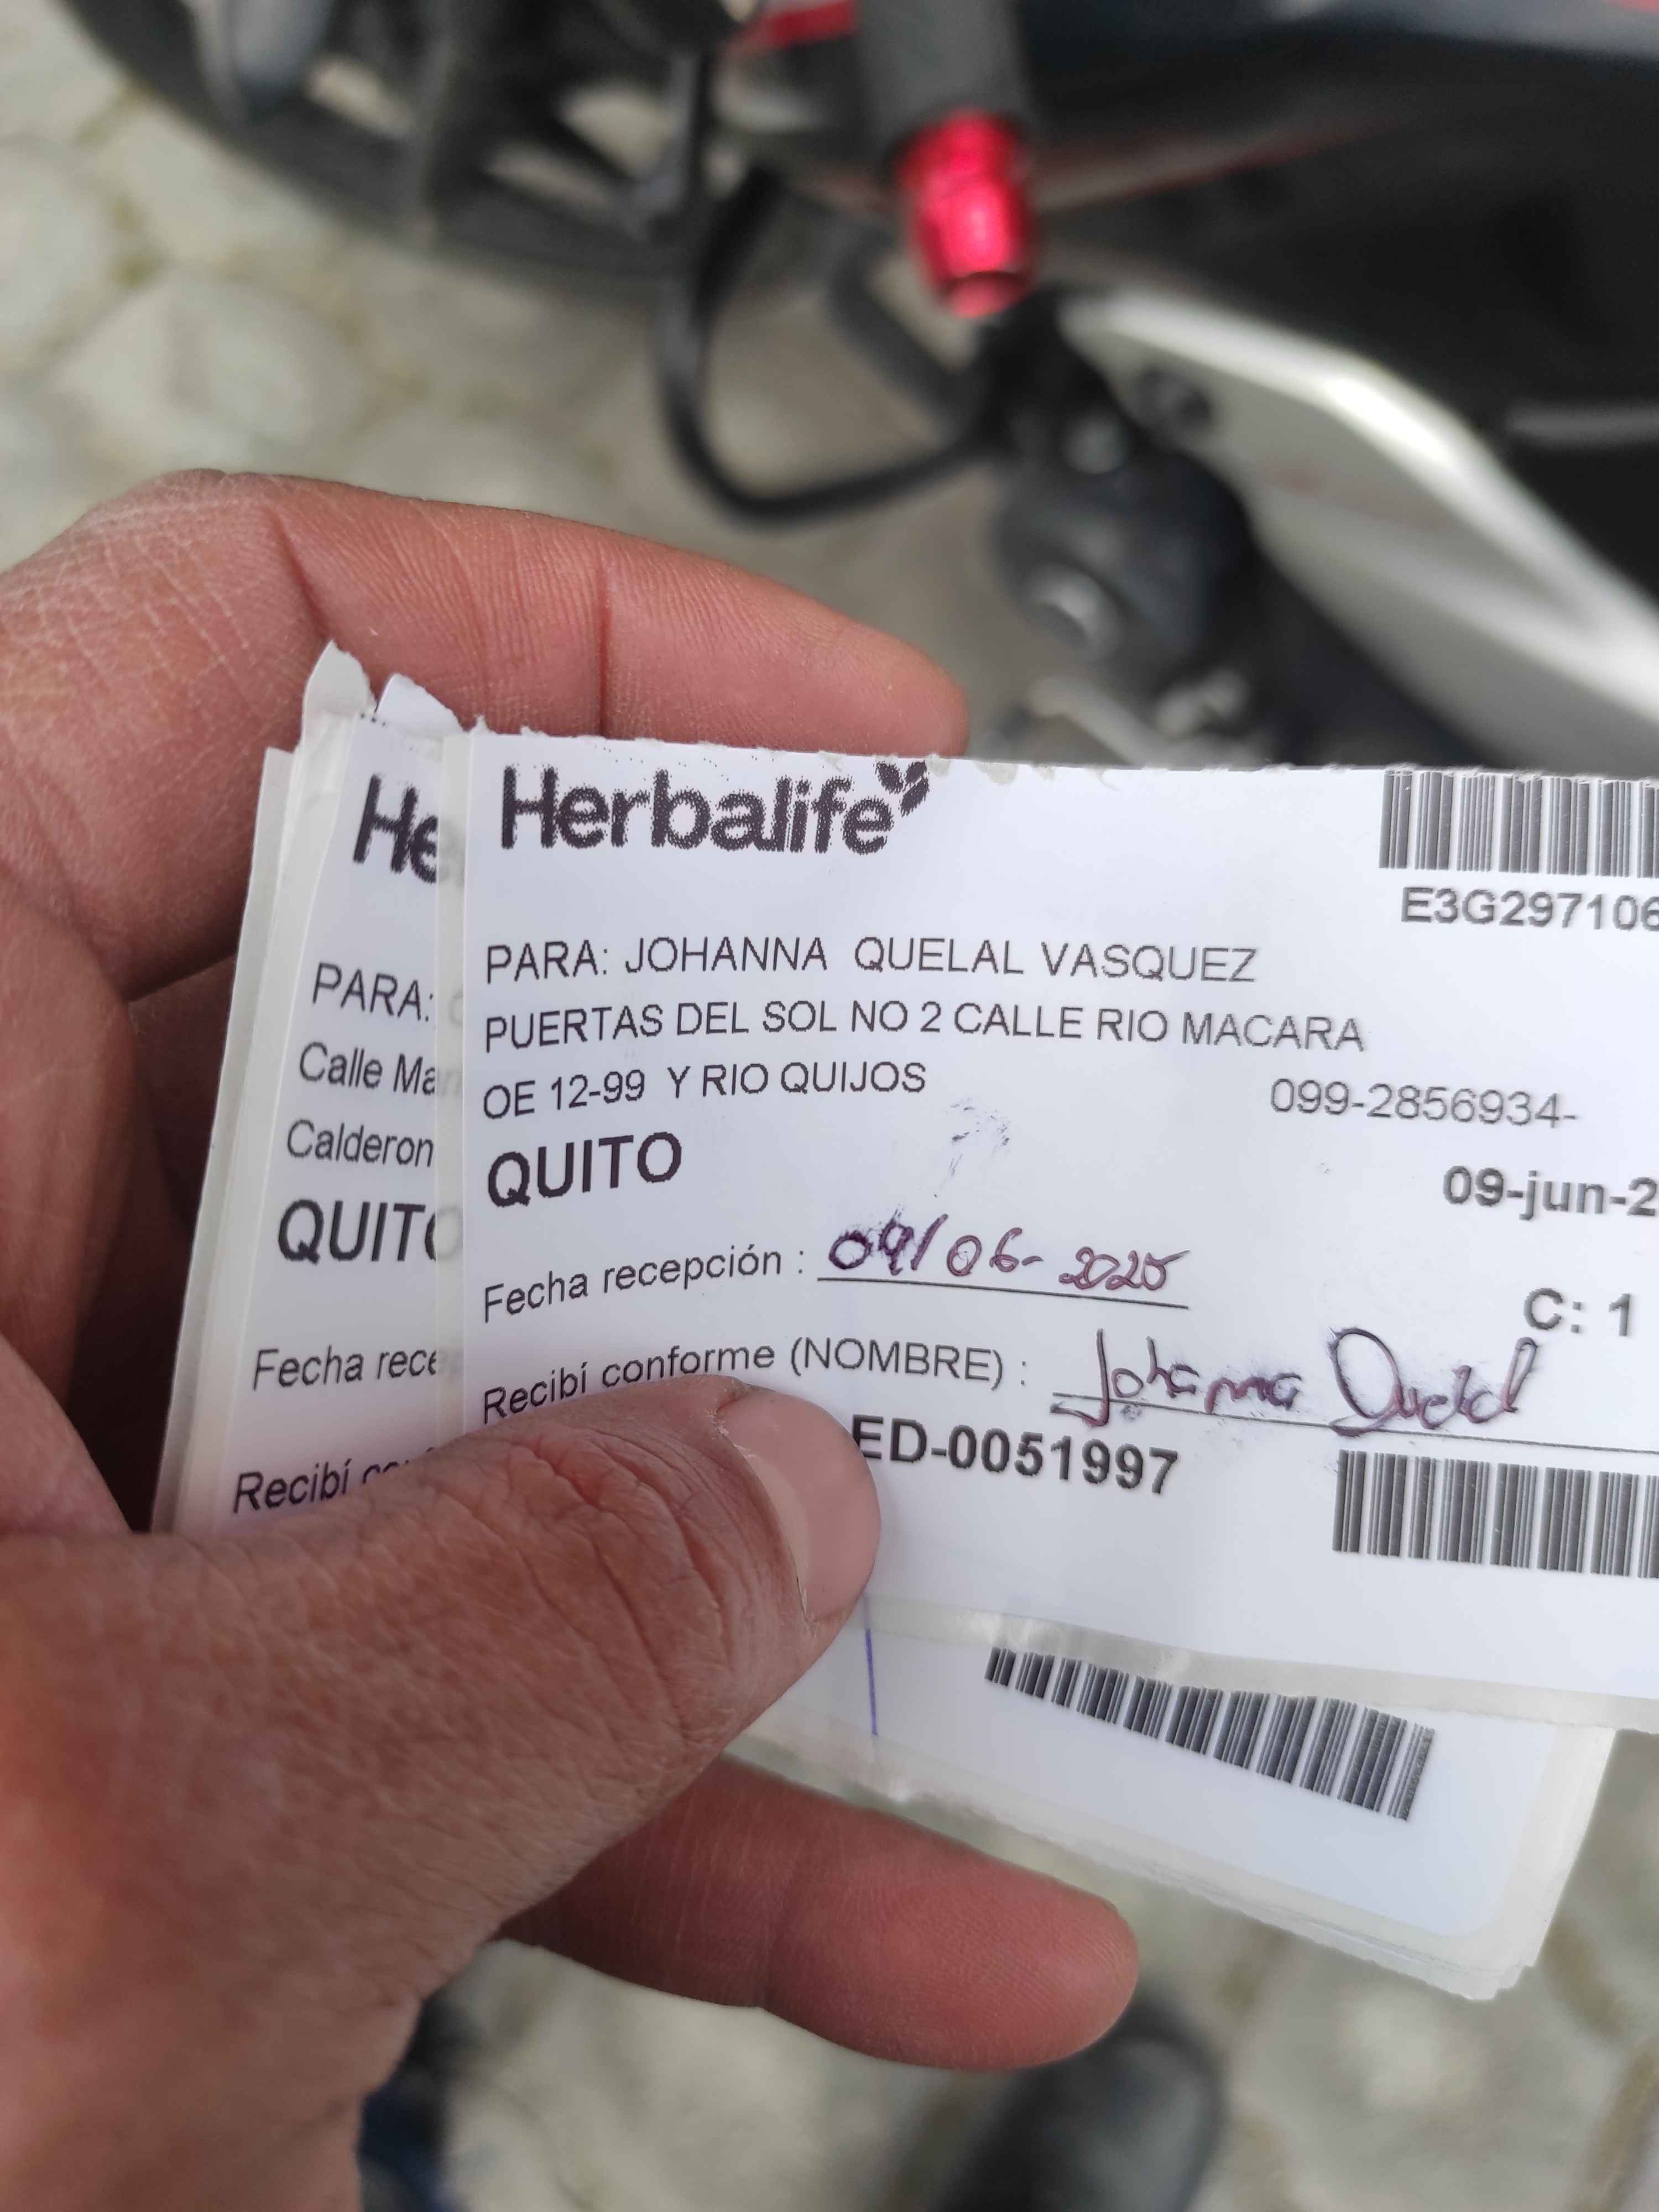 Herbalife
E3G297106
PARA: JOHANNA QUELAL VASQUEZ
PUERTAS DEL SOL NO 2 CALLE RIO MACARA
OE 12-99 Y RIO QUIJOS
099-2856934-
QUITO
09-jun-2
Fecha recepción : 09/06-2025
C: 1
Recibí conforme (NOMBRE) : Johanna Quelal
ED-0051997
He
PARA:
Calle Ma
Calderon
QUITO
Fecha rece
Recibí